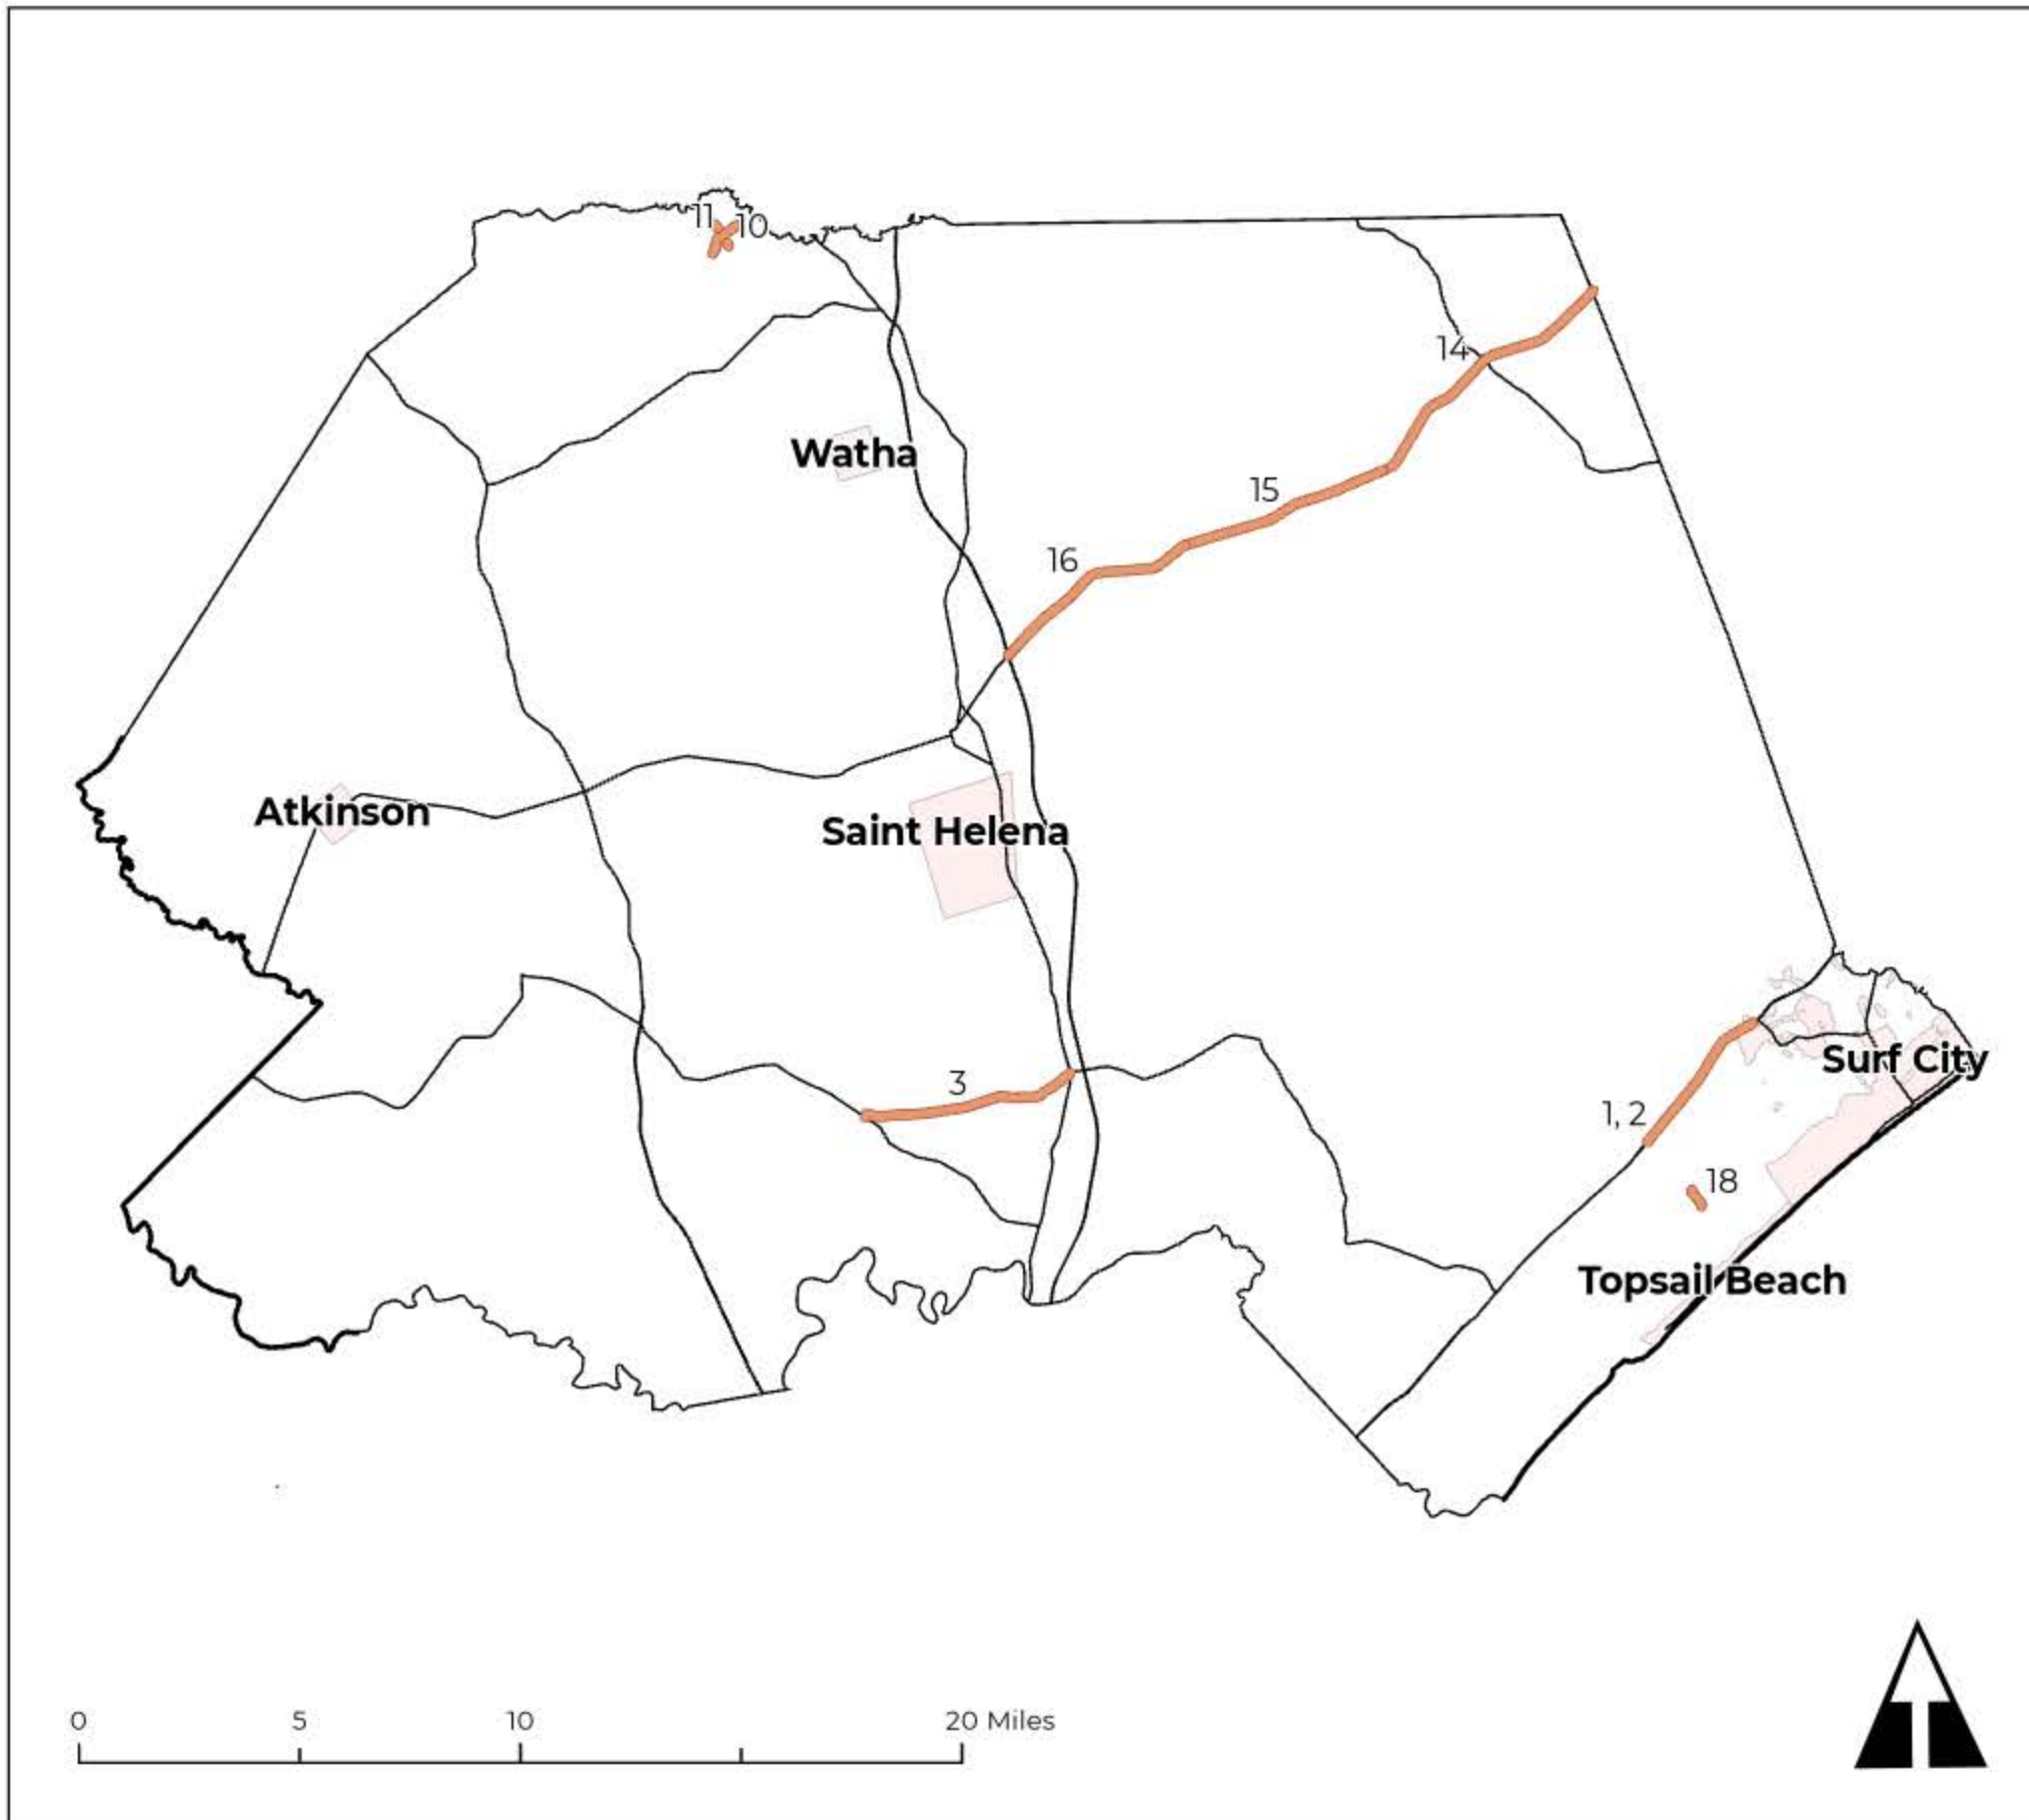 11
10
14
Watha
15
16
Atkinson
Saint Helena
Surf City
3
1, 2
18
Topsail Beach
0 5 10 20 Miles